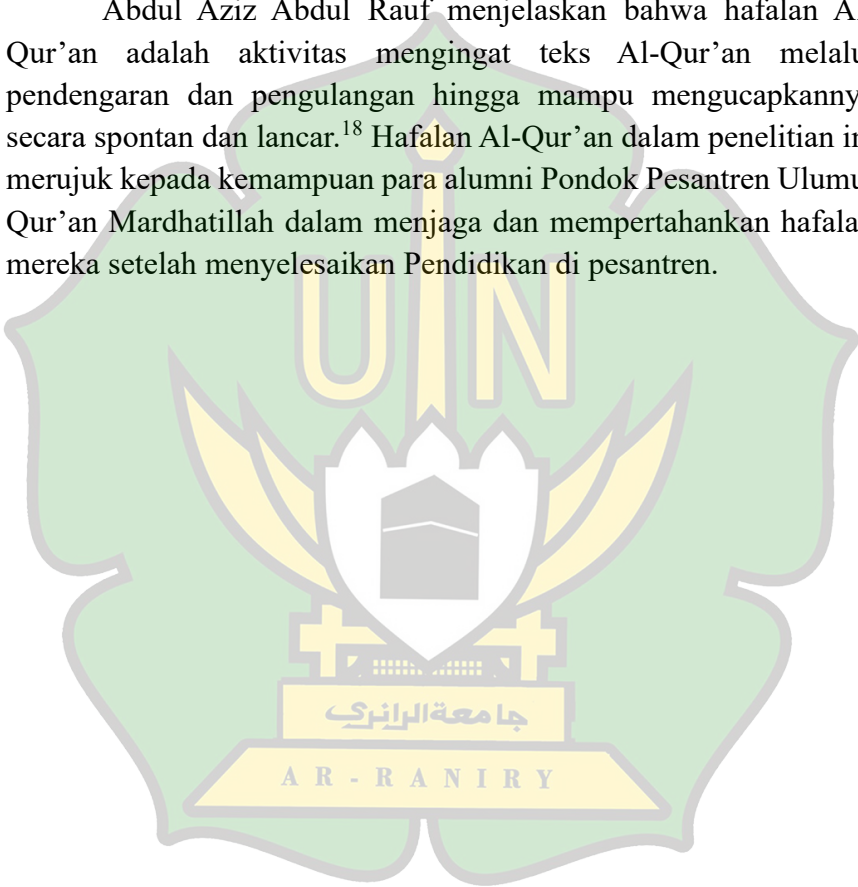 Abdul Aziz Abdul Rauf menjelaskan bahwa hafalan A
Qur’an adalah aktivitas mengingat teks Al-Qur’an melalu
pendengaran dan pengulangan hingga mampu mengucapkanny
secara spontan dan lancar.18 Hafalan Al-Qur’an dalam penelitian in
merujuk kepada kemampuan para alumni Pondok Pesantren Ulumu
Qur’an Mardhatillah dalam menjaga dan mempertahankan hafala
mereka setelah menyelesaikan Pendidikan di pesantren.
UIN
جامعةالرانري
AR-RANIRY